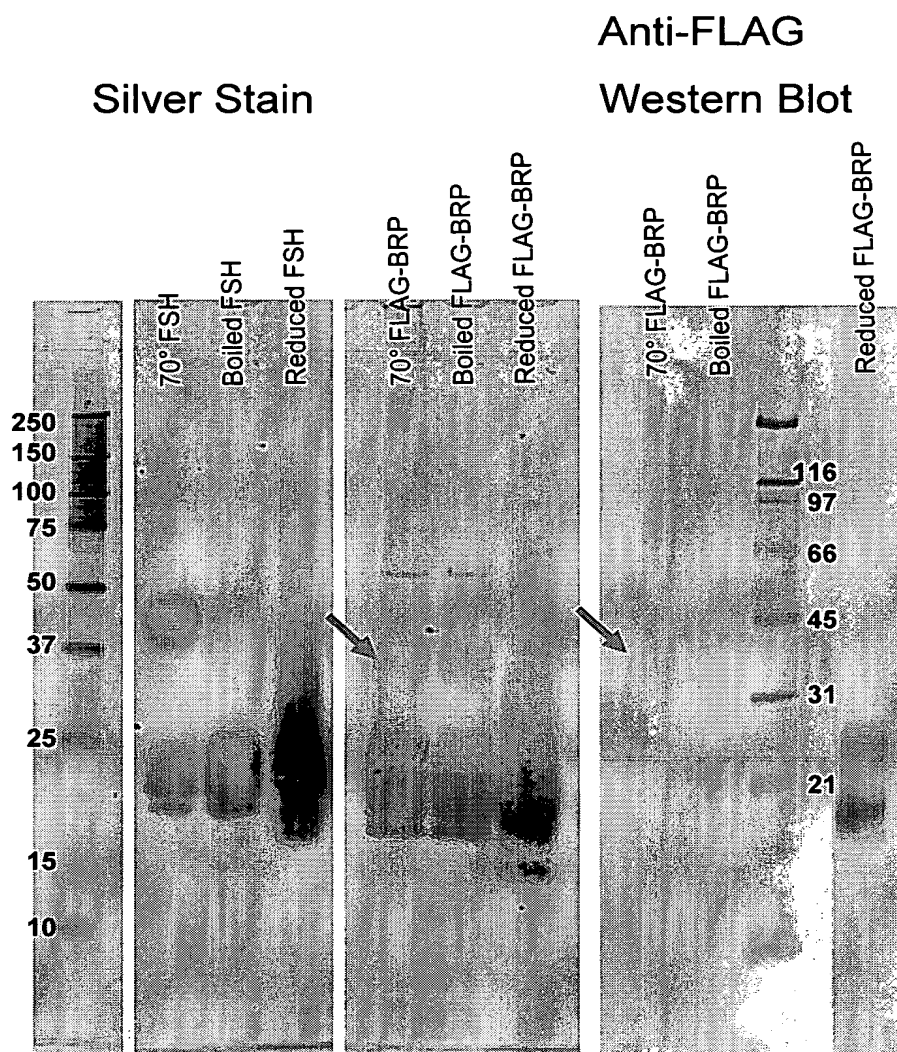 Anti-FLAG
Silver Stain
Western Blot
70° FSH
Boiled FSH
Reduced FSH
70° FLAG-BRP
Boiled FLAG-BRP
Reduced FLAG-BRP
70° FLAG-BRP
Boiled FLAG-BRP
Reduced FLAG-BRP
250
150
100
75
50
37
25
15
10
116
97
66
45
31
21